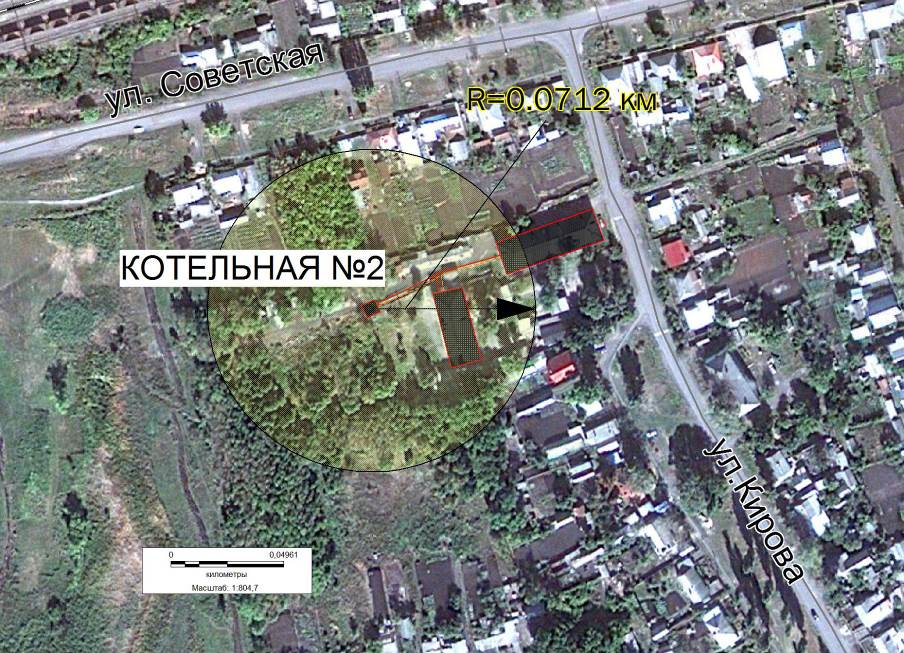 ул. Советская
R=0.0712 км
КОТЕЛЬНАЯ №2
ул.Кирова
0 0,04961
километры
Масштаб: 1:804,7